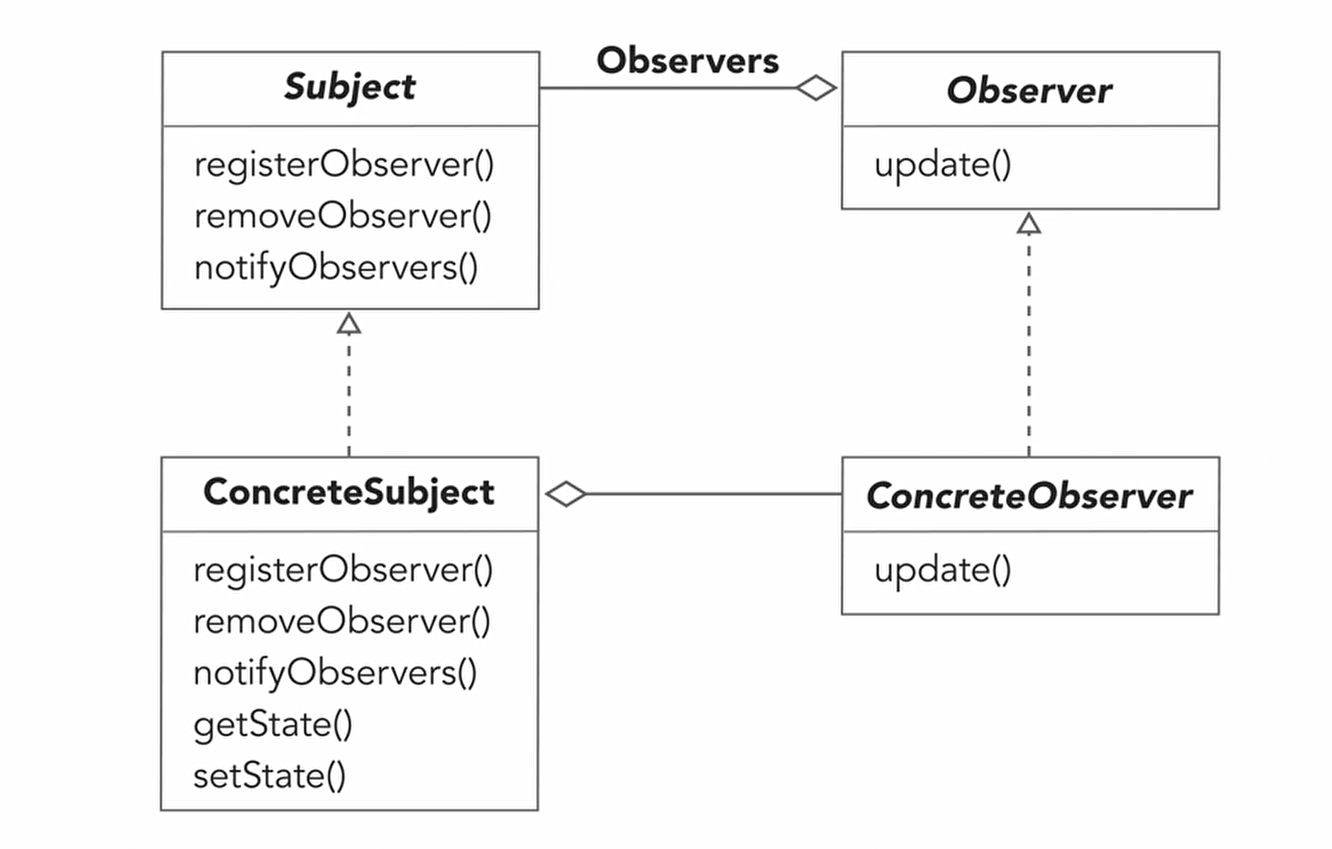 Subject
registerObserver()
removeObserver()
notifyObservers()
Observers
Observer
update()
ConcreteSubject
registerObserver()
removeObserver()
notifyObservers()
getState()
setState()
ConcreteObserver
update()